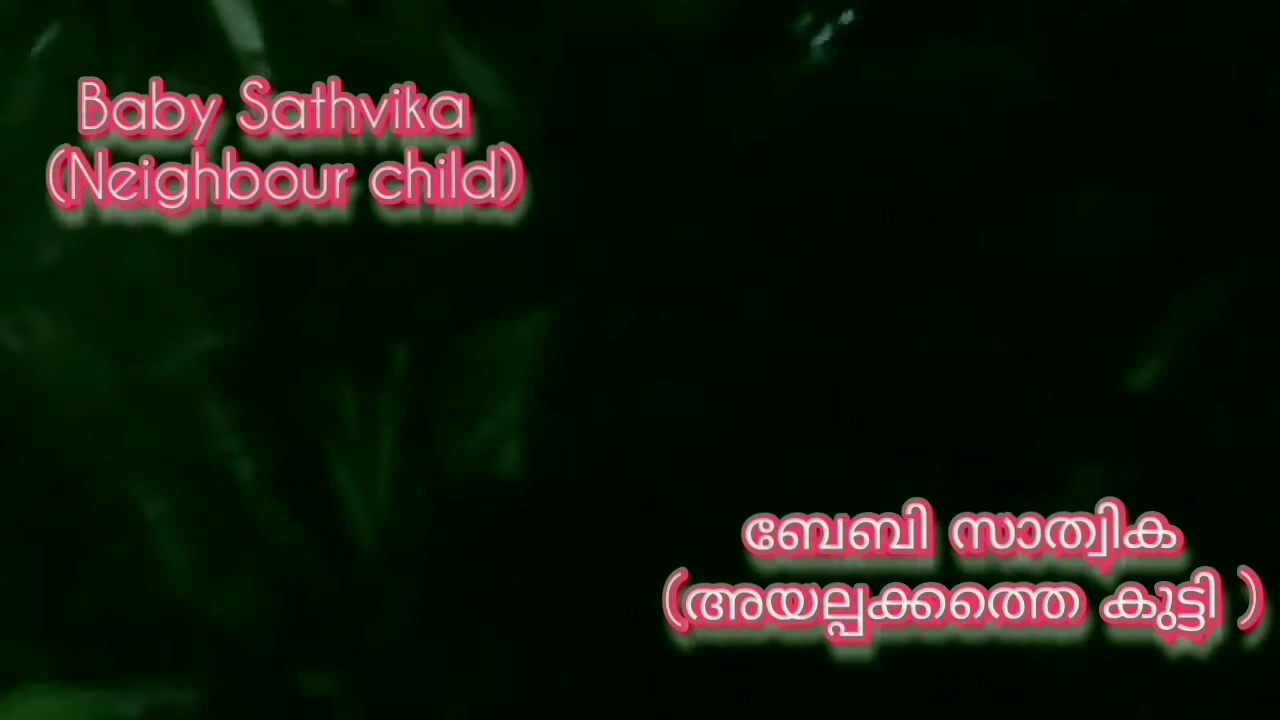 Baby Sathvika
(Neighbour child)
ബേബി സാത്വിക
(അയല്പക്കത്തെ കുട്ടി )